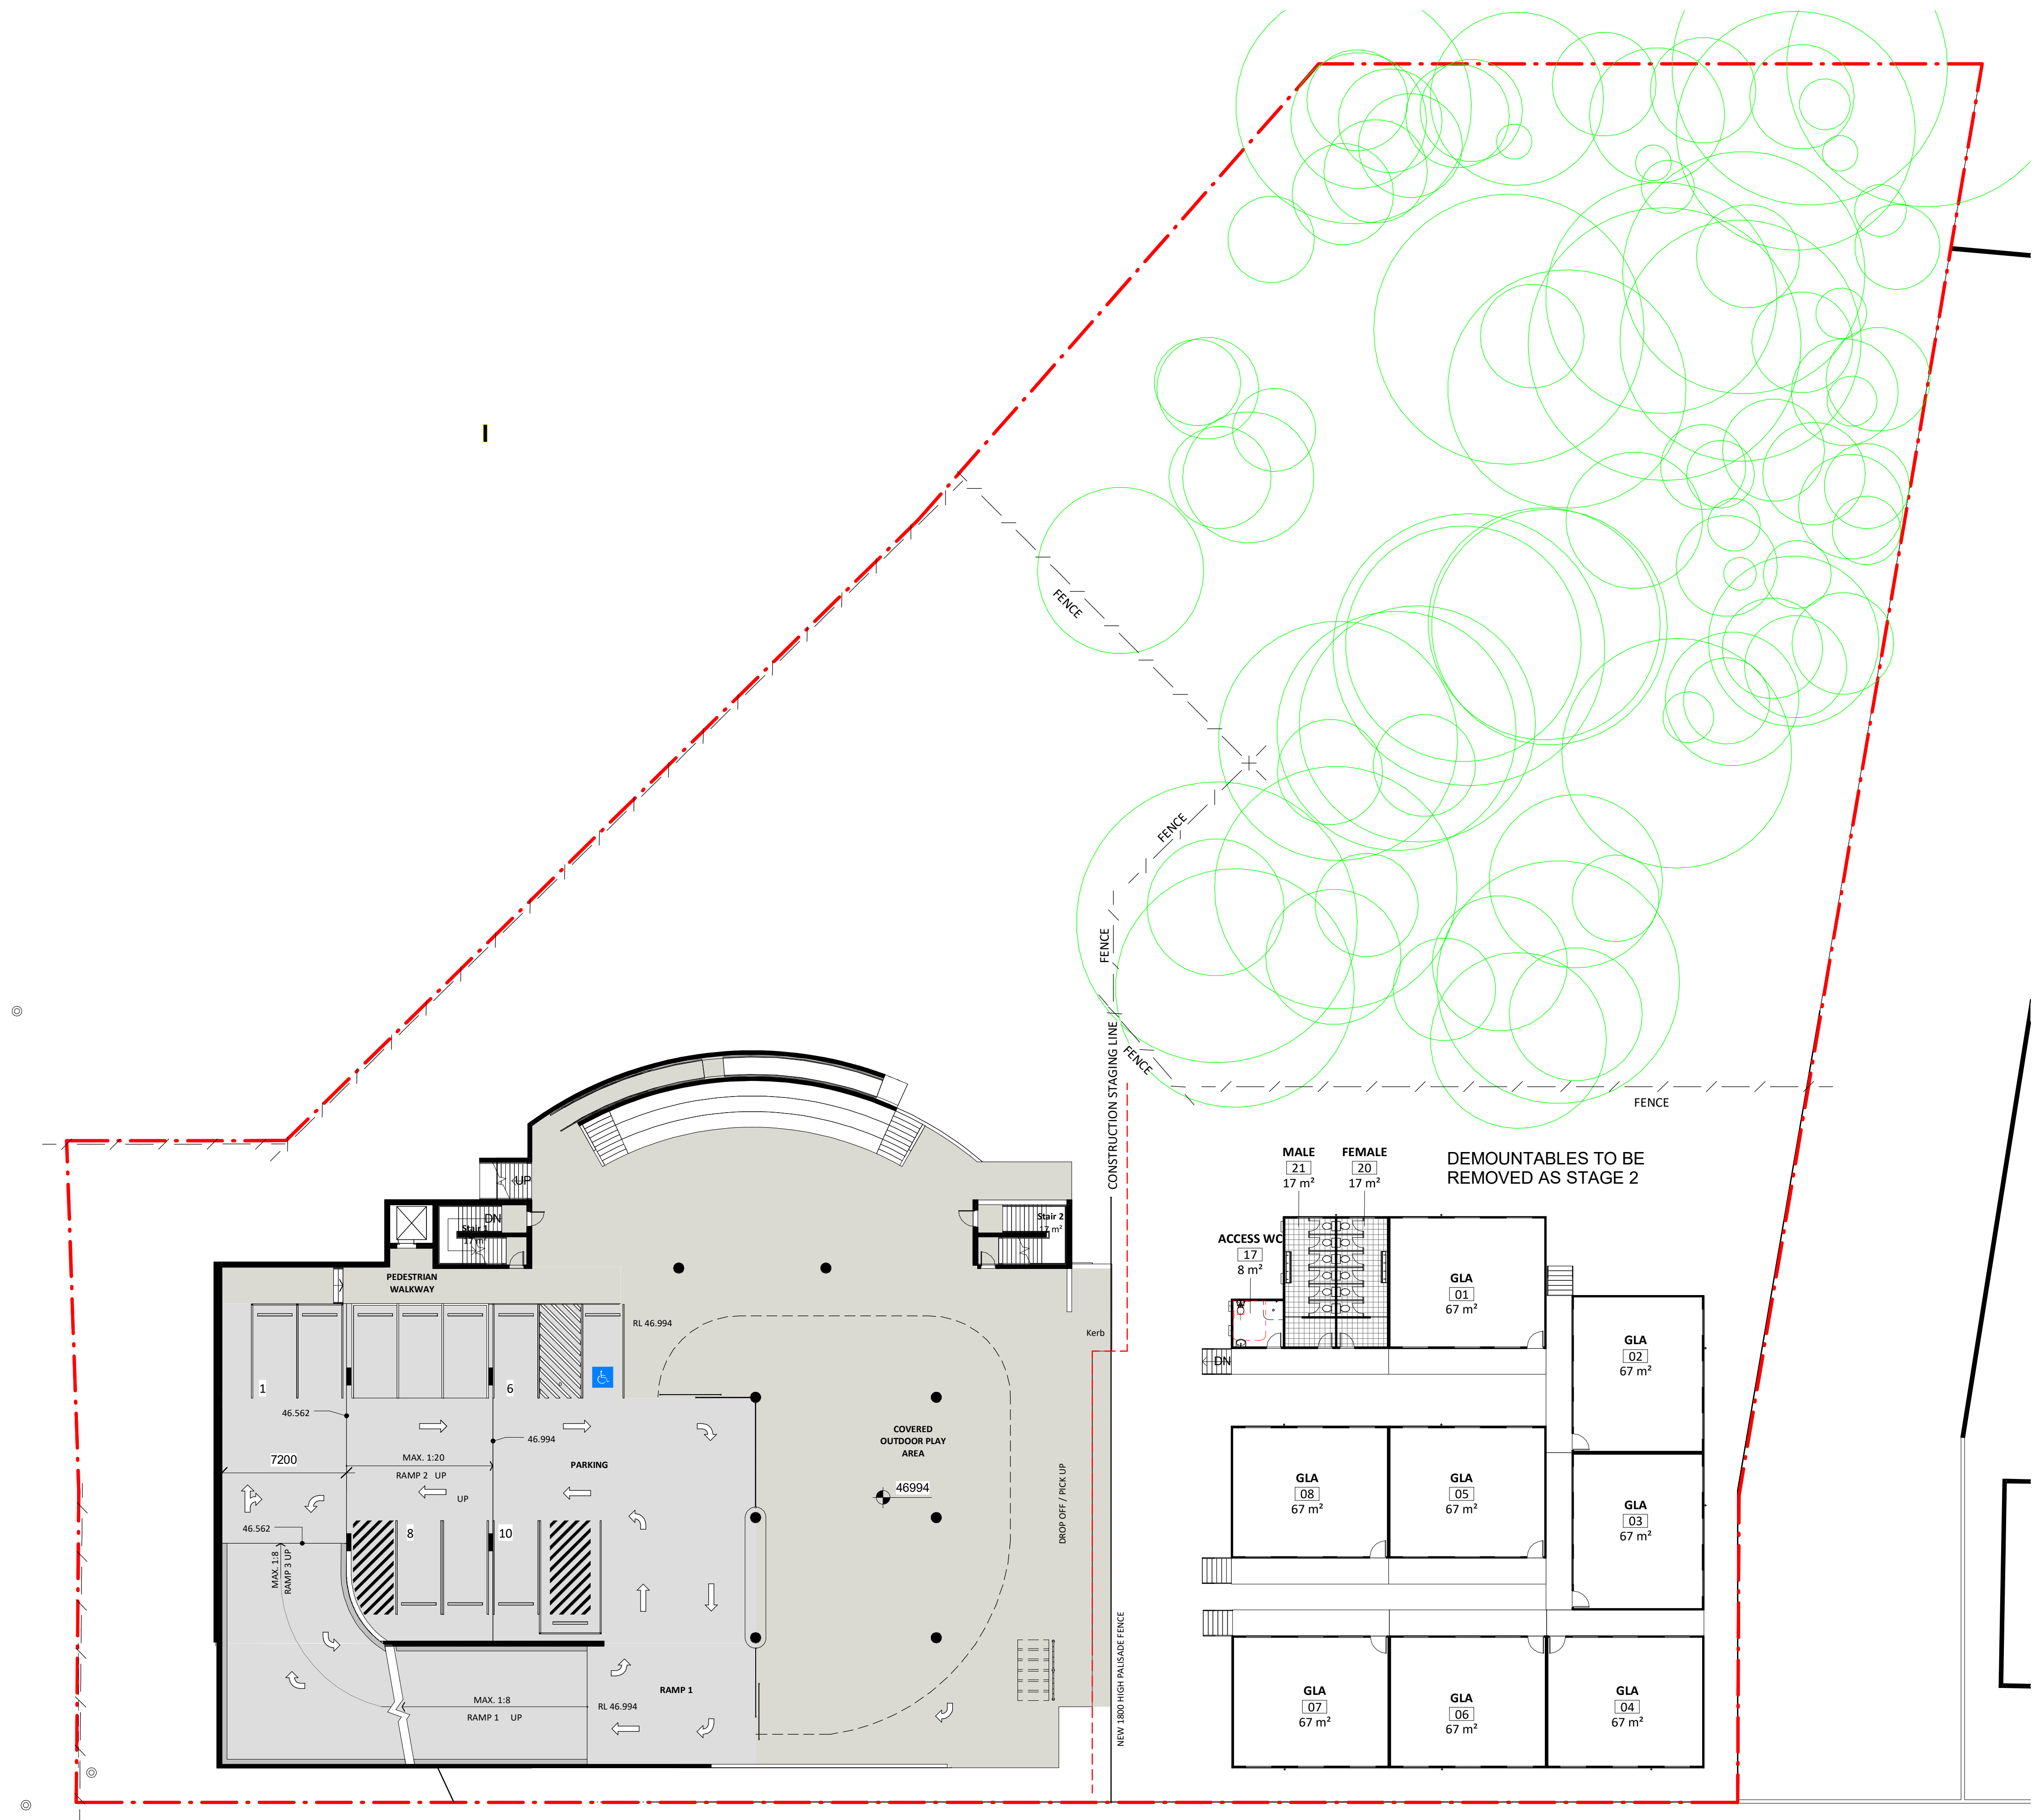 FENCE
FENCE
FENCE
FENCE
FENCE
CONSTRUCTION STAGING LINE
MALE
21
17 m²
FEMALE
20
17 m²
DEMOUNTABLES TO BE
REMOVED AS STAGE 2
UP
DN
Stair 1
17 m²
Stair 2
17 m²
ACCESS WC
17
8 m²
DN
GLA
01
67 m²
GLA
02
67 m²
GLA
03
67 m²
GLA
08
67 m²
GLA
05
67 m²
GLA
07
67 m²
GLA
06
67 m²
GLA
04
67 m²
PEDESTRIAN
WALKWAY
RL 46.994
Kerb
1
6
46.562
46.994
7200
MAX. 1:20
RAMP 2 UP
UP
PARKING
COVERED
OUTDOOR PLAY
AREA
46994
DROP OFF / PICK UP
46.562
8
10
MAX. 1:8
RAMP 3 UP
MAX. 1:8
RAMP 1 UP
RL 46.994
RAMP 1
NEW 1800 HIGH PALISADE FENCE